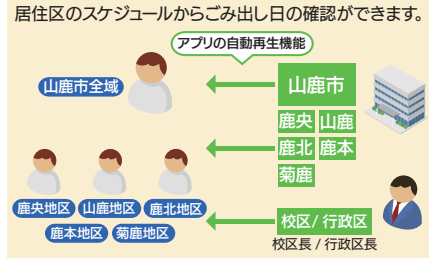 居住区のスケジュールからごみ出し日の確認ができます。
アプリの自動再生機能
山鹿市全域
山鹿市
鹿央 山鹿
鹿北 鹿本
菊鹿
鹿央地区 山鹿地区 鹿北地区
鹿本地区 菊鹿地区
校区/行政区
校区長/行政区長